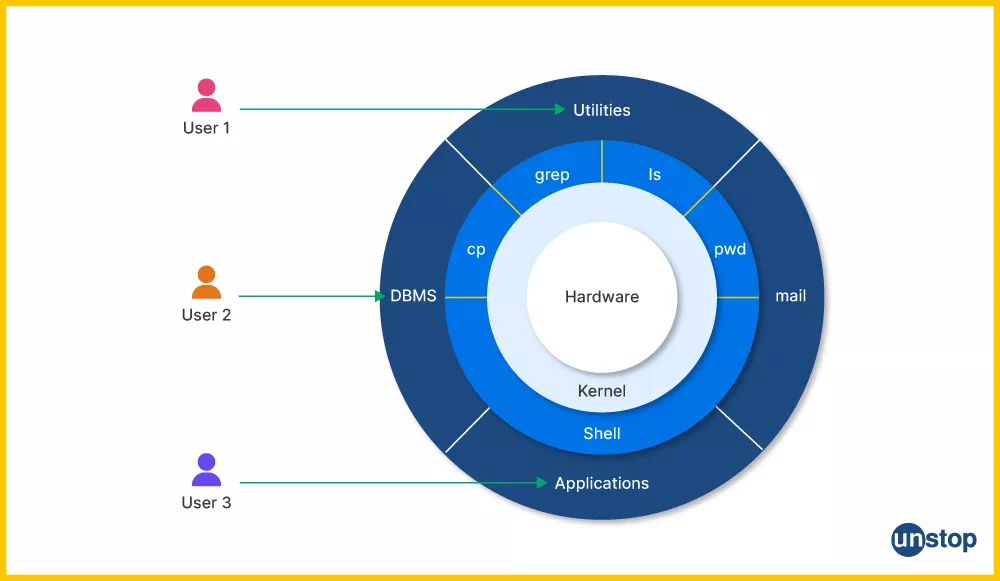 User 1
Utilities
grep
ls
cp
pwd
User 2
DBMS
Hardware
mail
Kernel
Shell
User 3
Applications
unstop